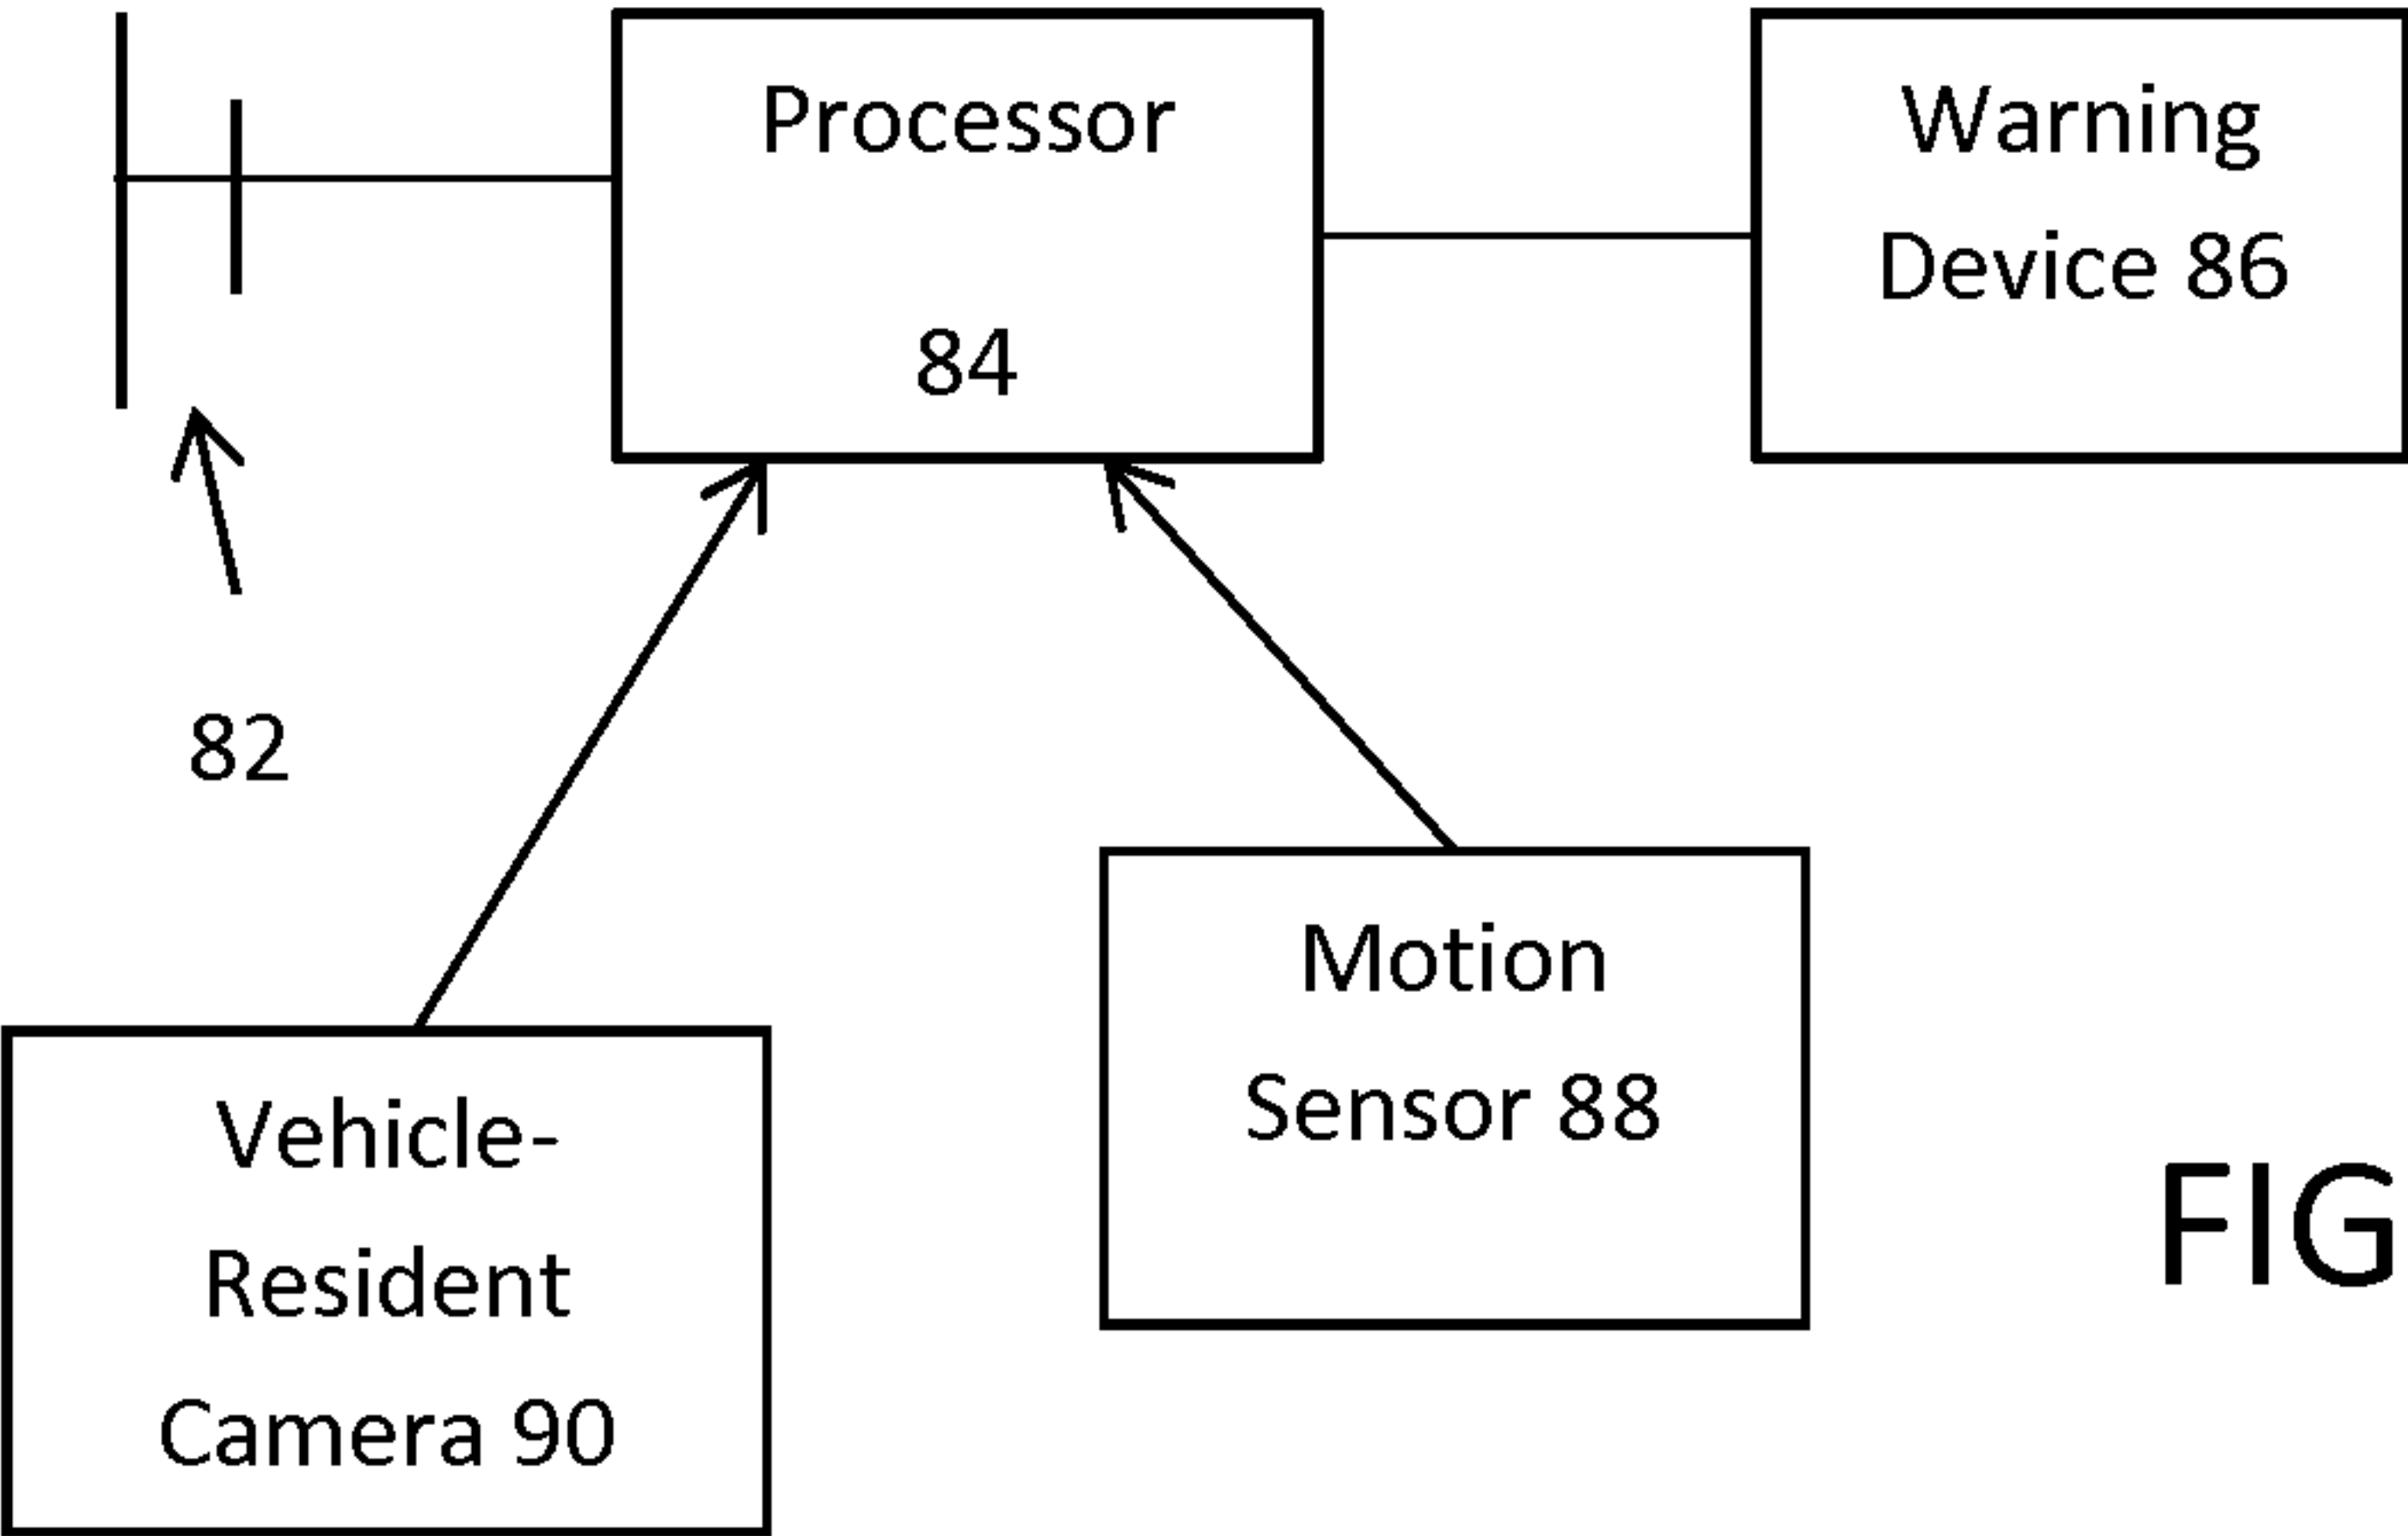 Processor
84
Warning
Device 86
82
Motion
Sensor 88
Vehicle-
Resident
Camera 90
FIG